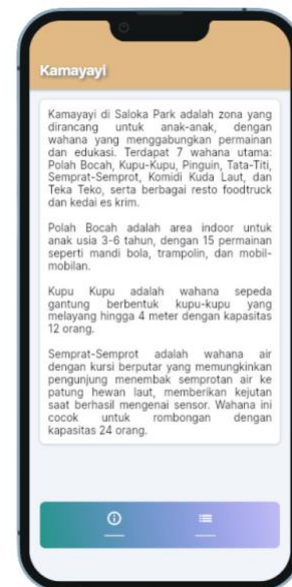 Kamayayi
Kamayayi di Saloka Park adalah zona yang
dirancang untuk anak-anak, dengan
wahana yang menggabungkan permainan
dan edukasi. Terdapat 7 wahana utama:
Polah Bocah, Kupu-Kupu, Pinguin, Tata-Titi,
Semprat-Semprot, Komidi Kuda Laut, dan
Teka Teko, serta berbagai resto foodtruck
dan kedai es krim.
Polah Bocah adalah area indoor untuk
anak usia 3-6 tahun, dengan 15 permainan
seperti mandi bola, trampolin, dan mobil-
mobilan.
Kupu Kupu adalah wahana sepeda
gantung berbentuk kupu-kupu yang
melayang hingga 4 meter dengan kapasitas
12 orang.
Semprat-Semprot adalah wahana air
dengan kursi berputar yang memungkinkan
pengunjung menembak semprotan air ke
patung hewan laut, memberikan kejutan
saat berhasil mengenai sensor. Wahana ini
cocok untuk rombongan dengan
kapasitas 24 orang.